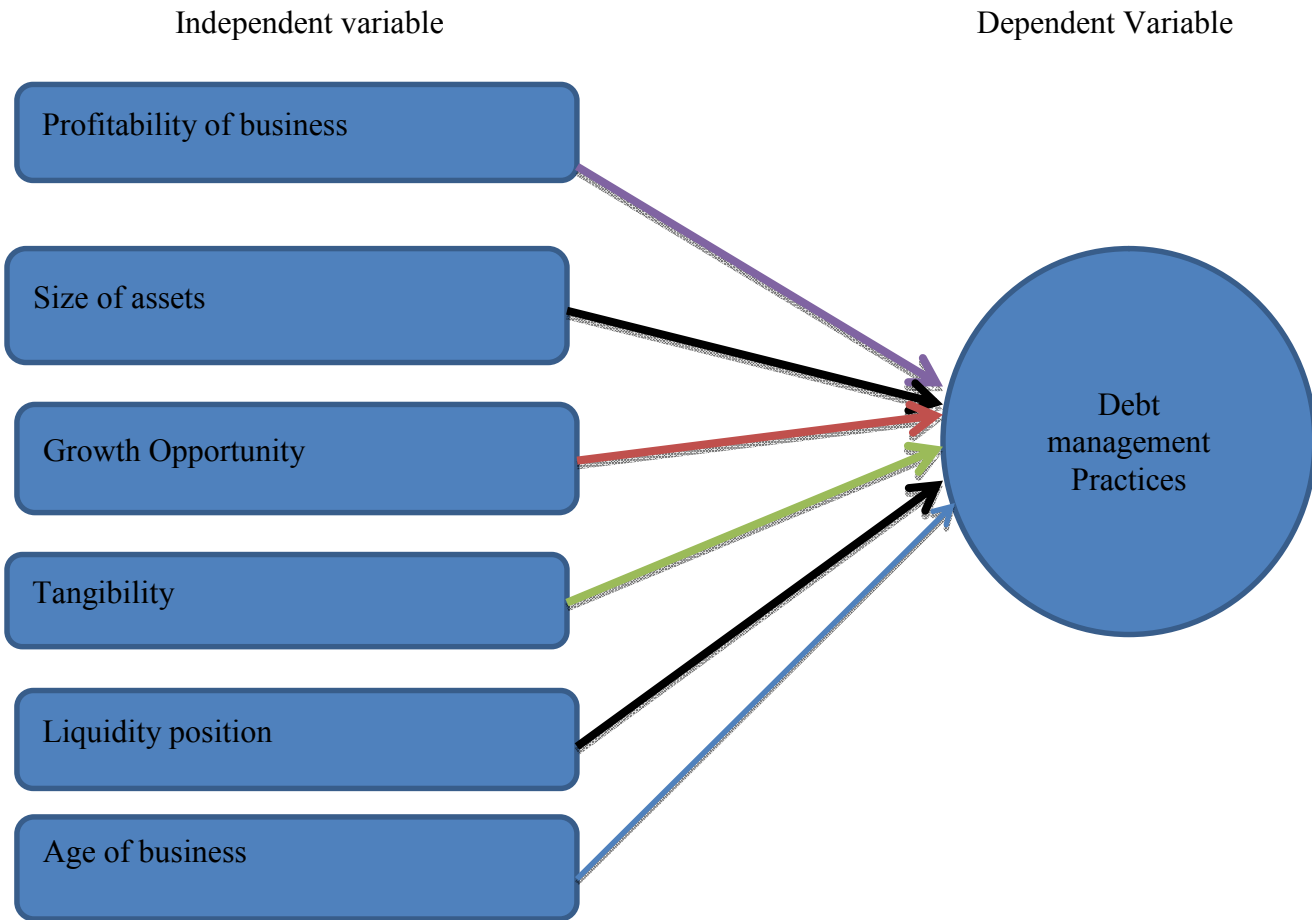 Independent variable
Dependent Variable
Profitability of business
Size of assets
Growth Opportunity
Tangibility
Liquidity position
Age of business
Debt
management
Practices